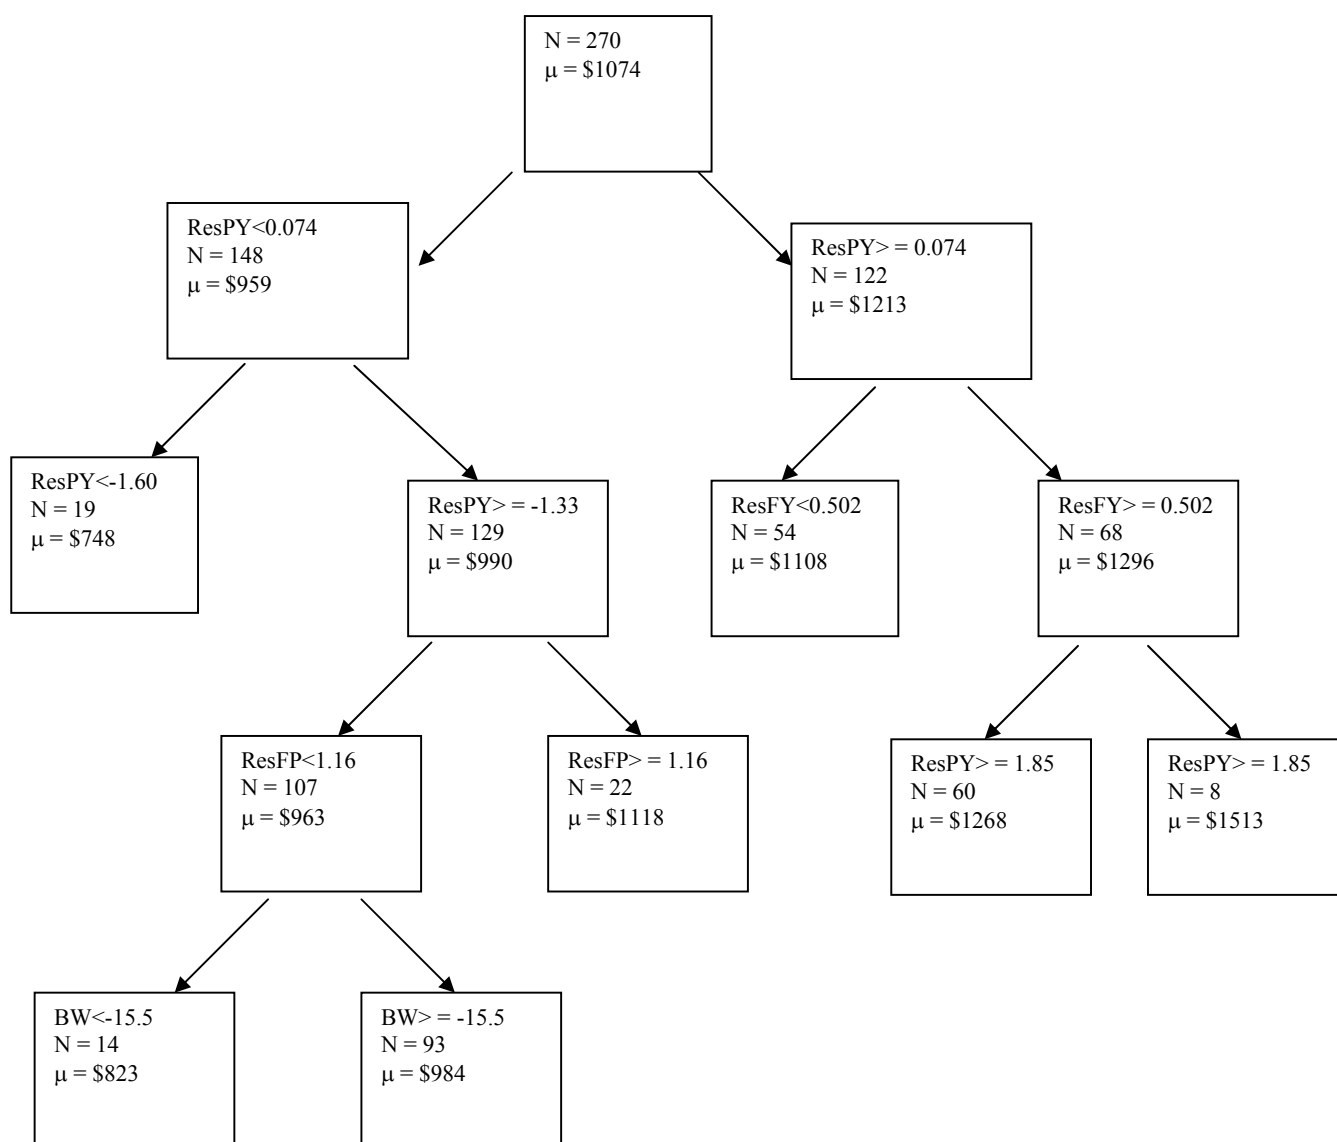 N = 270
μ = $1074
ResPY<0.074
N = 148
μ = $959
ResPY> = 0.074
N = 122
μ = $1213
ResPY<-1.60
N = 19
μ = $748
ResPY> = -1.33
N = 129
μ = $990
ResFY<0.502
N = 54
μ = $1108
ResFY> = 0.502
N = 68
μ = $1296
ResFP<1.16
N = 107
μ = $963
ResFP> = 1.16
N = 22
μ = $1118
ResPY> = 1.85
N = 60
μ = $1268
ResPY> = 1.85
N = 8
μ = $1513
BW<-15.5
N = 14
μ = $823
BW> = -15.5
N = 93
μ = $984